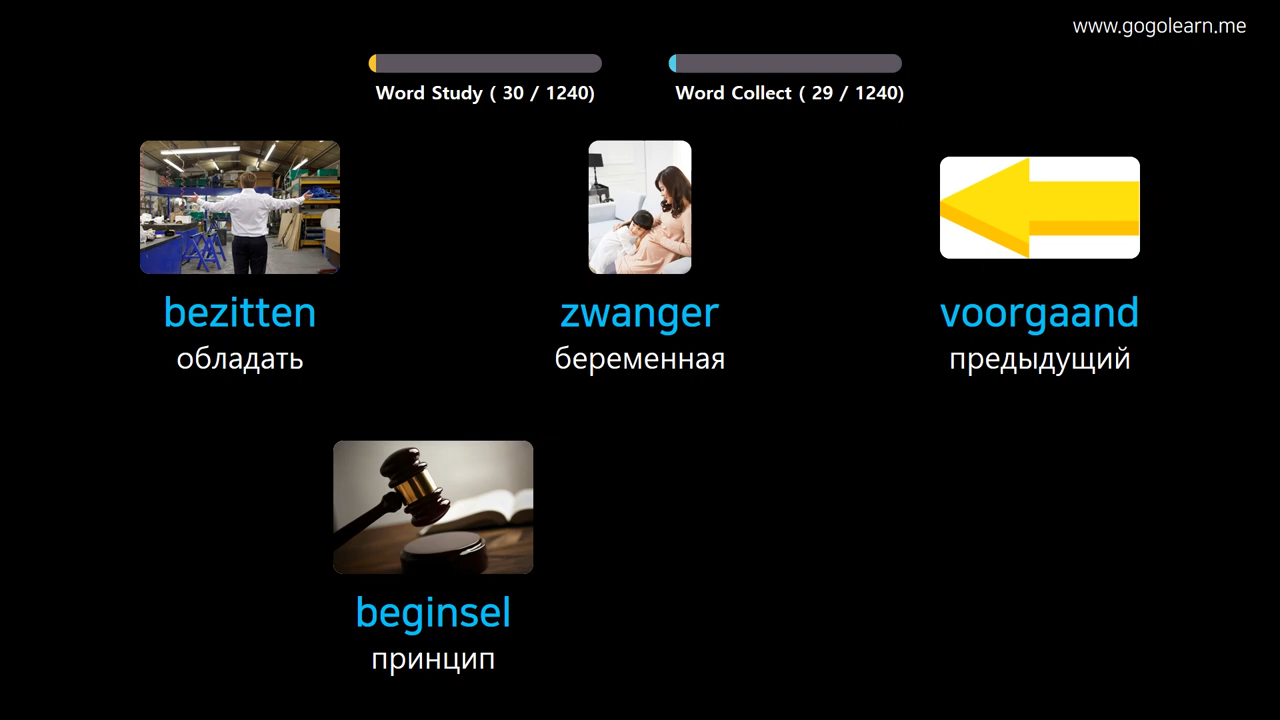 www.gogolearn.me
Word Study ( 30 / 1240)
Word Collect ( 29 / 1240)
bezitten
обладать
zwanger
беременная
voorgaand
предыдущий
beginsel
принцип